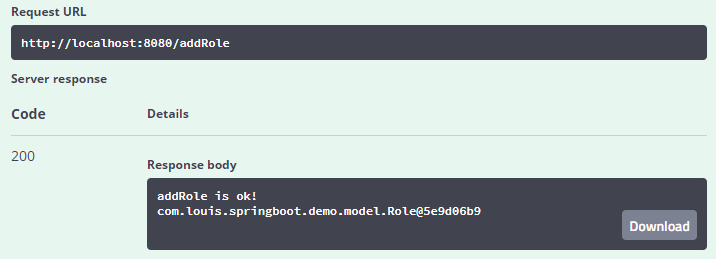 Request URL
http://localhost:8080/addRole
Server response
Code
Details
200
Response body
addRole is ok!
com.louis.springboot.demo.model.Role@5e9d06b9
Download